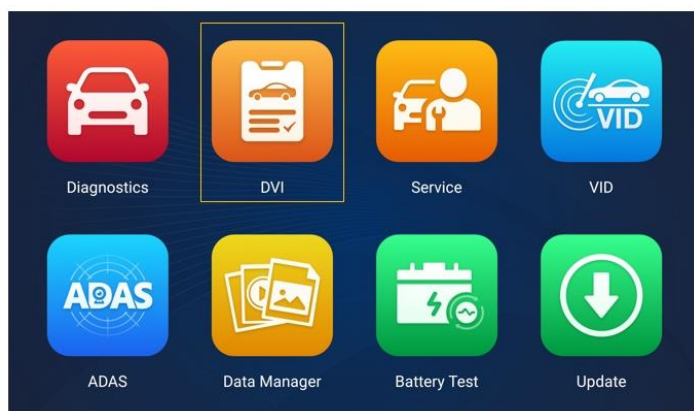 Diagnostics
DVI
Service
VID
VID
ADAS
ADAS
Data Manager
Battery Test
Update